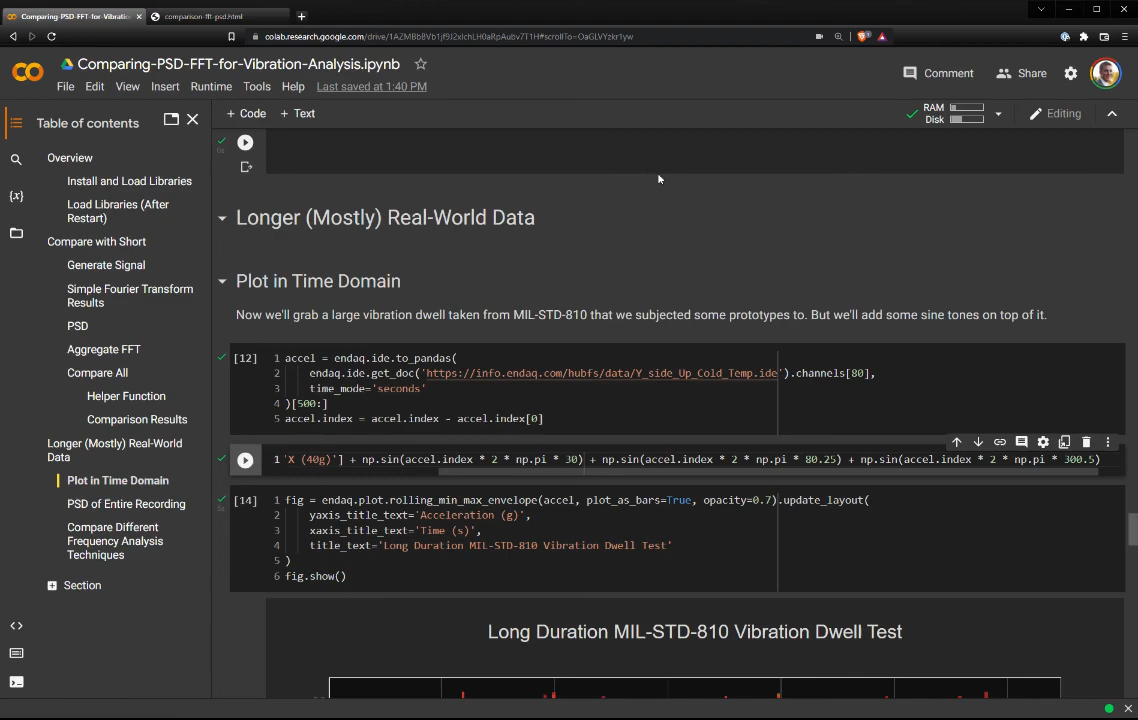 Comparing-PSD-FFT-for-Vibratio
comparison-fft-psd.html
colab.research.google.com/drive/1AZMBbBVb1jf9J2xlchLH0aRpAubv7T1H#scrollTo=OaGLVYzkr1yw
Comparing-PSD-FFT-for-Vibration-Analysis.ipynb
Comment
Share
File Edit View Insert Runtime Tools Help Last saved at 1:40 PM
Table of contents
+ Code + Text
RAM
Disk
Editing
Overview
Install and Load Libraries
Load Libraries (After
Restart)
Compare with Short
Generate Signal
Simple Fourier Transform
Results
PSD
Aggregate FFT
Compare All
Helper Function
Comparison Results
Longer (Mostly) Real-World
Data
Plot in Time Domain
PSD of Entire Recording
Compare Different
Frequency Analysis
Techniques
Section
{x}
0s
Longer (Mostly) Real-World Data
Plot in Time Domain
Now we'll grab a large vibration dwell taken from MIL-STD-810 that we subjected some prototypes to. But we'll add some sine tones on top of it.
[12] 1 accel = endaq.ide.to_pandas(
2 endaq.ide.get_doc('https://info.endaq.com/hubfs/data/Y_side_Up_Cold_Temp.ide').channels[80],
3 time_mode='seconds'
4 )[500:]
5 accel.index = accel.index - accel.index[0]
1 'X (40g)'] + np.sin(accel.index * 2 * np.pi * 30) + np.sin(accel.index * 2 * np.pi * 80.25) + np.sin(accel.index * 2 * np.pi * 300.5)
[14] 1 fig = endaq.plot.rolling_min_max_envelope(accel, plot_as_bars=True, opacity=0.7).update_layout(
5s
2 yaxis_title_text='Acceleration (g)',
3 xaxis_title_text='Time (s)',
4 title_text='Long Duration MIL-STD-810 Vibration Dwell Test'
5 )
6 fig.show()
Long Duration MIL-STD-810 Vibration Dwell Test